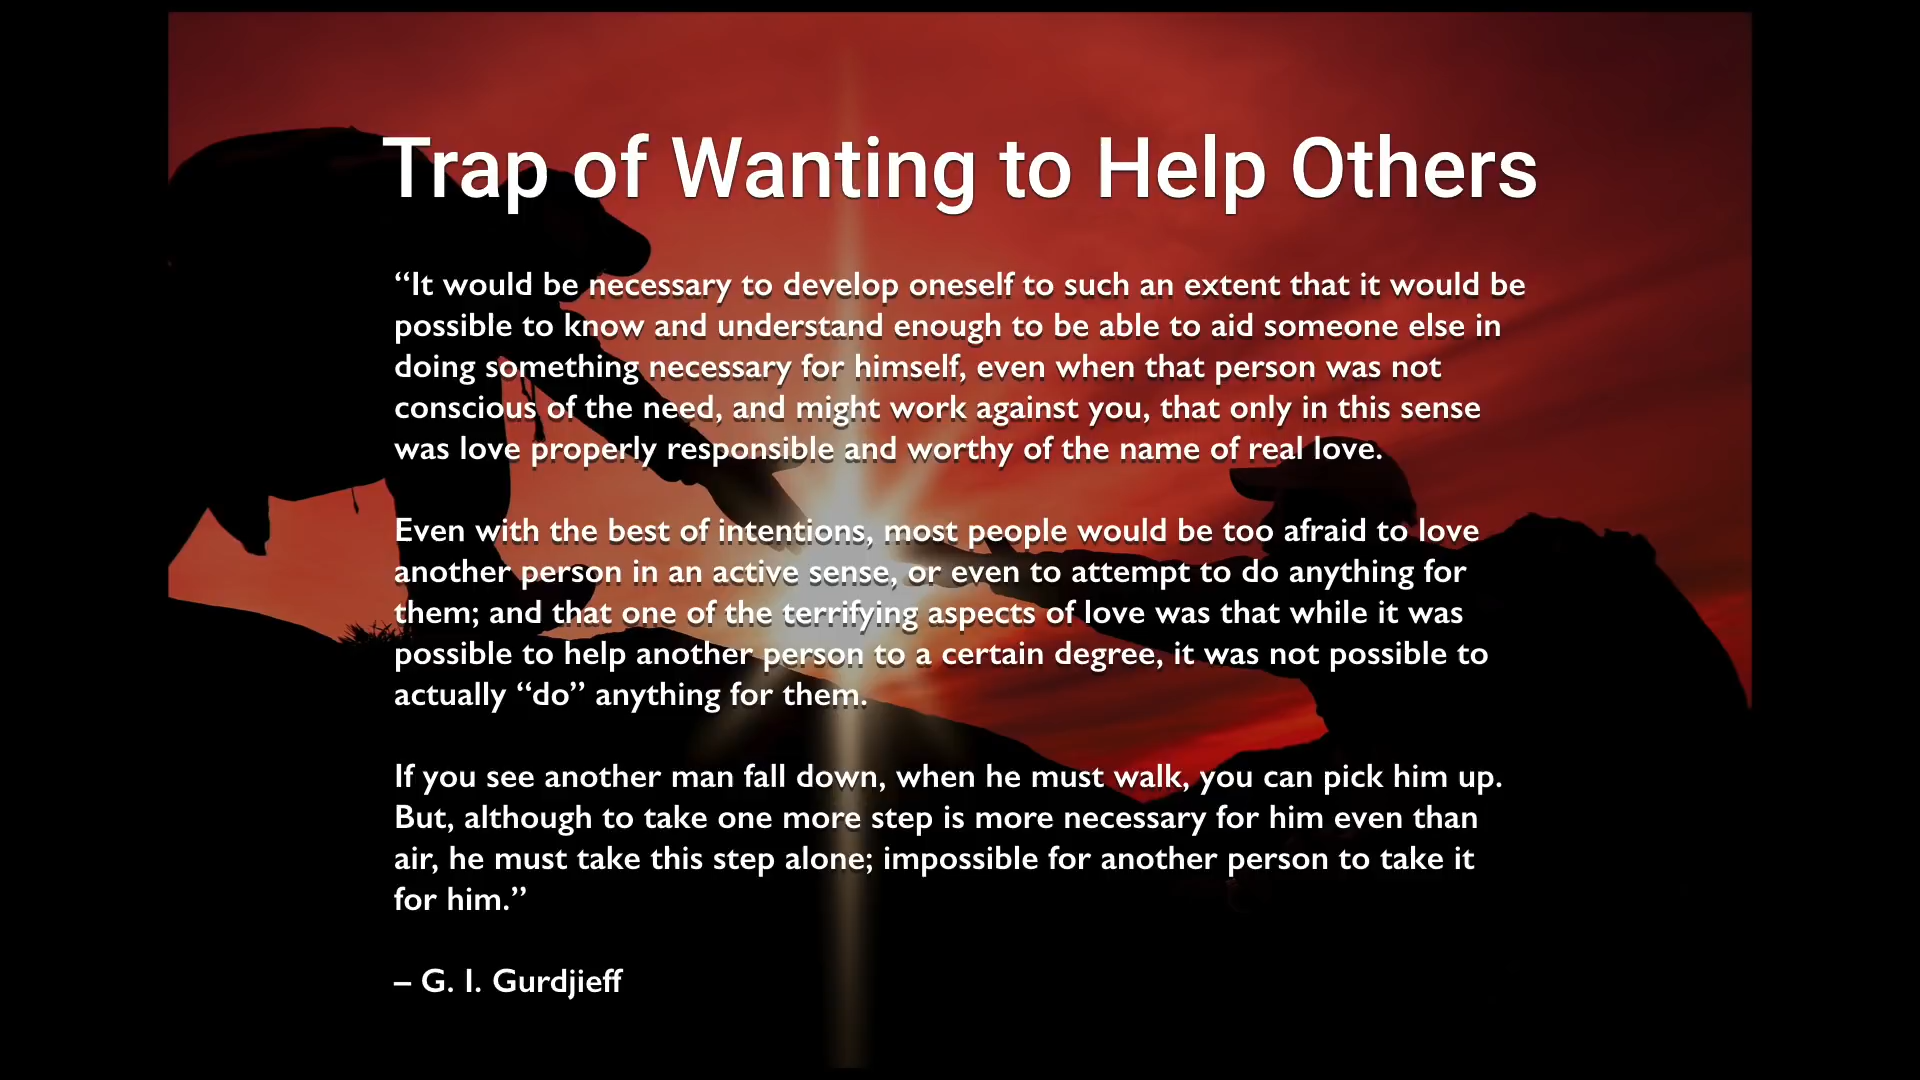 Trap of Wanting to Help Others
“It would be necessary to develop oneself to such an extent that it would be
possible to know and understand enough to be able to aid someone else in
doing something necessary for himself, even when that person was not
conscious of the need, and might work against you, that only in this sense
was love properly responsible and worthy of the name of real love.
Even with the best of intentions, most people would be too afraid to love
another person in an active sense, or even to attempt to do anything for
them; and that one of the terrifying aspects of love was that while it was
possible to help another person to a certain degree, it was not possible to
actually “do” anything for them.
If you see another man fall down, when he must walk, you can pick him up.
But, although to take one more step is more necessary for him even than
air, he must take this step alone; impossible for another person to take it
for him.”
– G. I. Gurdjieff